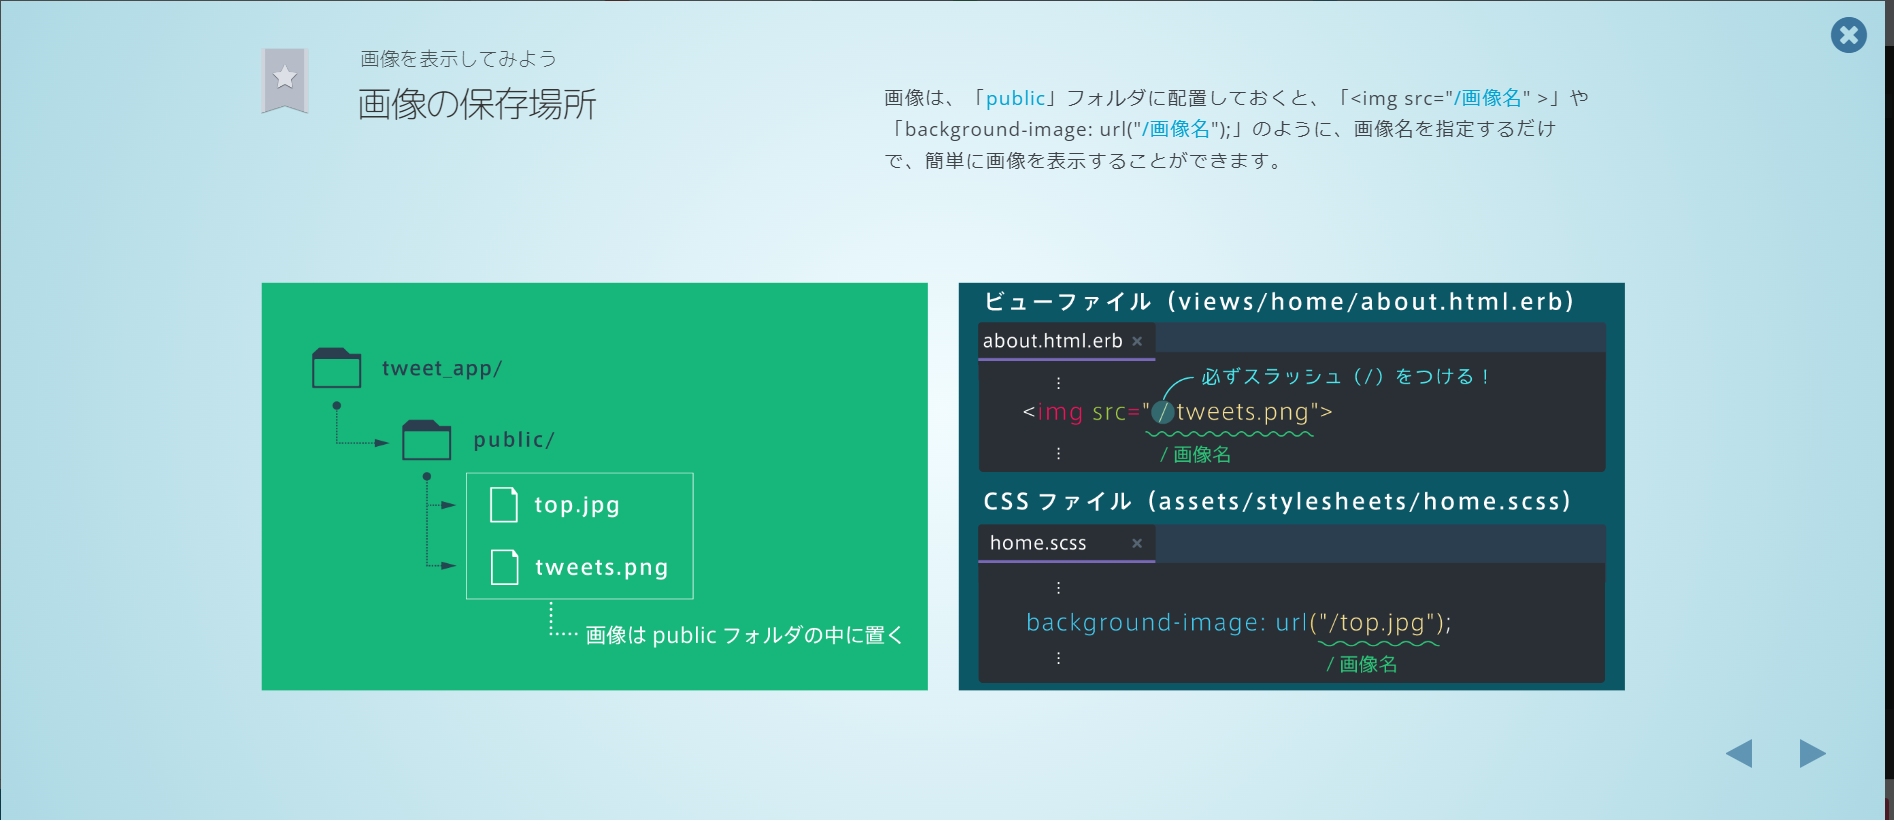 画像を表示してみよう
画像の保存場所
画像は、「public」フォルダに配置しておくと、「<img src="/画像名" >」や
「background-image: url("/画像名");」のように、画像名を指定するだけ
で、簡単に画像を表示することができます。
tweet_app/
public/
top.jpg
tweets.png
画像は public フォルダの中に置く
ビューファイル（views/home/about.html.erb）
about.html.erb ×
⋮
必ずスラッシュ（/）をつける！
<img src="/tweets.png">
/ 画像名
⋮
CSS ファイル（assets/stylesheets/home.scss）
home.scss ×
⋮
background-image: url("/top.jpg");
/ 画像名
⋮